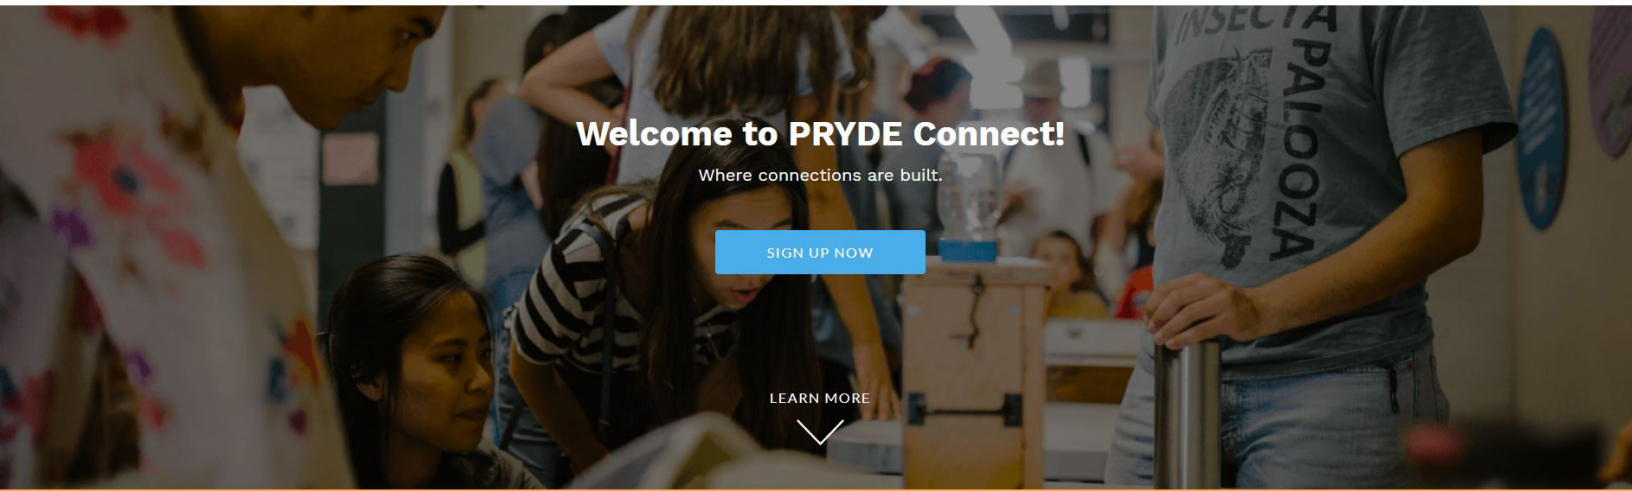 INSECTA
PALOOZA
Welcome to PRYDE Connect!
Where connections are built.
SIGN UP NOW
LEARN MORE